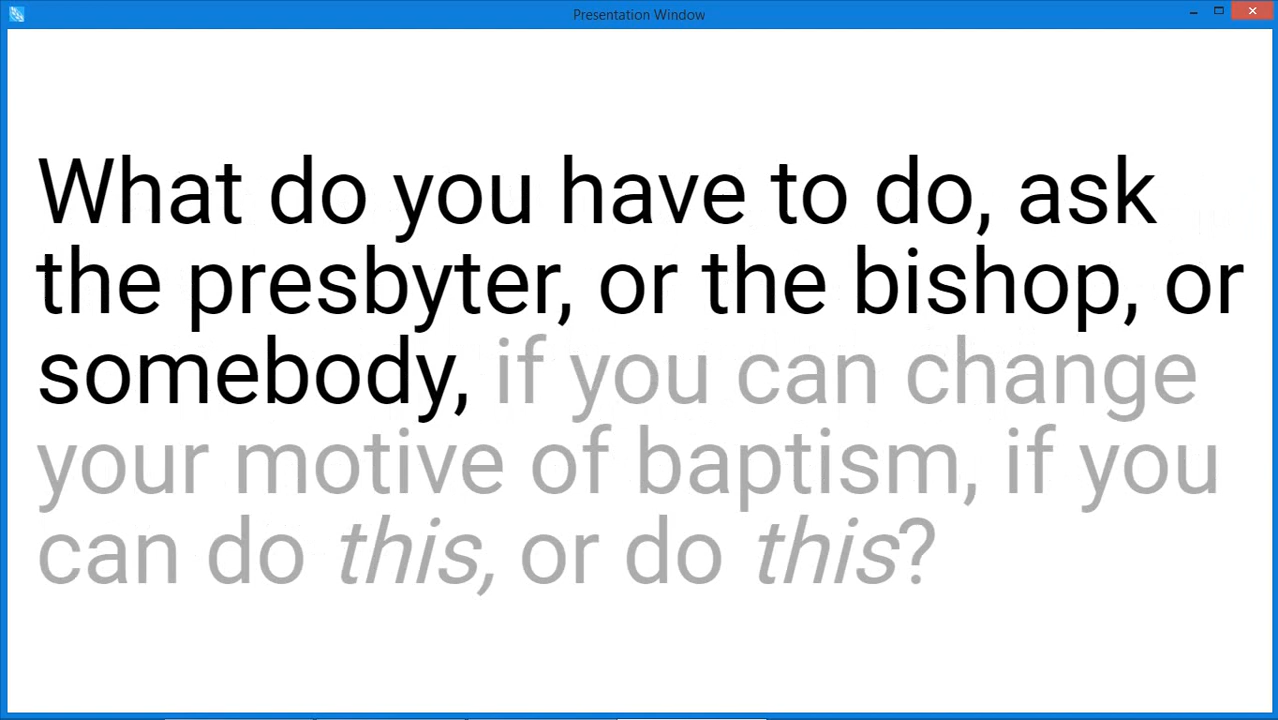 Presentation Window
What do you have to do, ask
the presbyter, or the bishop, or
somebody, if you can change
your motive of baptism, if you
can do this, or do this?